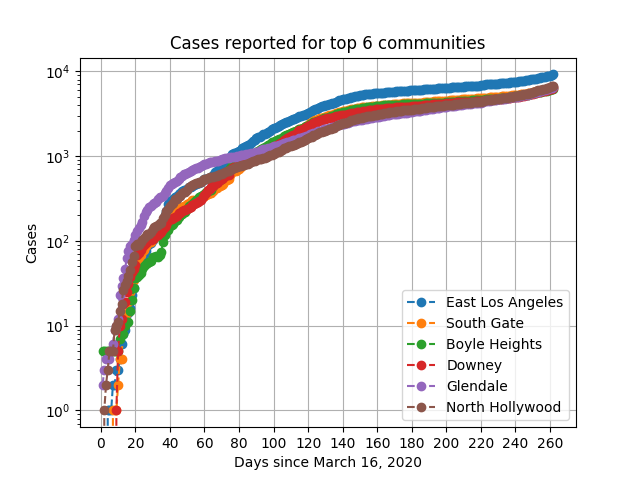 Cases reported for top 6 communities
Cases
10⁴
10³
10²
10¹
10⁰
East Los Angeles
South Gate
Boyle Heights
Downey
Glendale
North Hollywood
0 20 40 60 80 100 120 140 160 180 200 220 240 260
Days since March 16, 2020